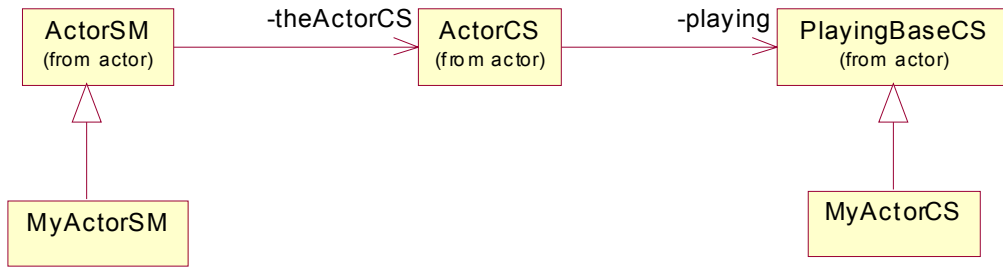 -theActorCS
-playing
ActorSM
(from actor)
ActorCS
(from actor)
PlayingBaseCS
(from actor)
MyActorSM
MyActorCS